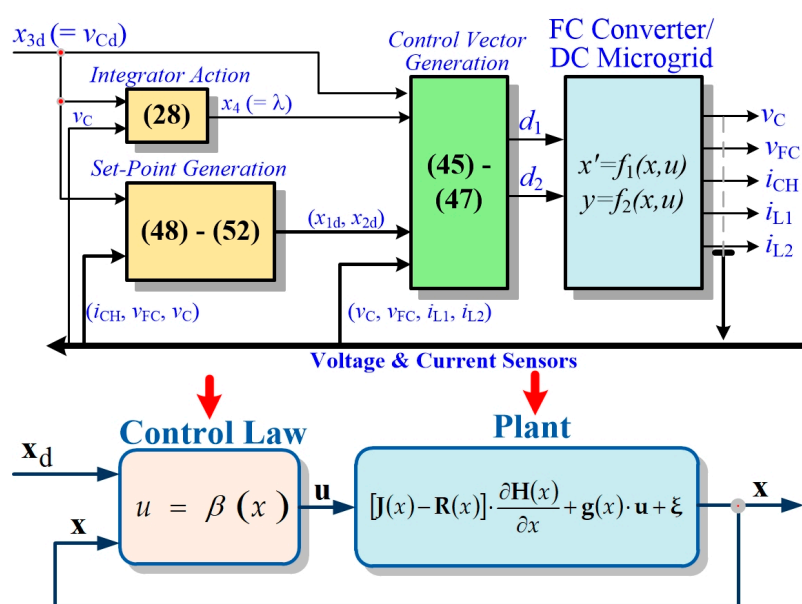 x3d (= vCd)
Integrator Action
vC
(28)
x4 (= λ)
Set-Point Generation
(48) - (52)
(x1d, x2d)
(iCH, vFC, vC)
Control Vector
Generation
(45) -
(47)
d1
d2
(vC, vFC, iL1, iL2)
FC Converter/
DC Microgrid
x'=f1(x,u)
y=f2(x,u)
vC
vFC
iCH
iL1
iL2
Voltage & Current Sensors
Control Law
xd
x
u = β (x)
u
Plant
[J(x)−R(x)]·∂H(x)/∂x+g(x)·u+ξ
x